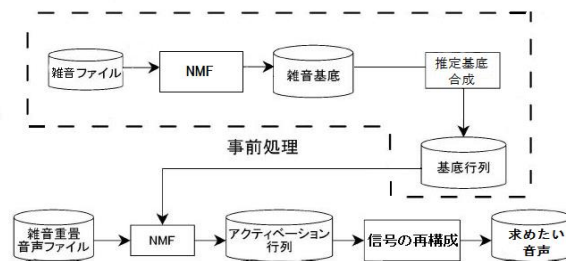 雑音ファイル
NMF
雑音基底
推定基底
合成
事前処理
基底行列
雑音重畳
音声ファイル
NMF
アクティベーション
行列
信号の再構成
求めたい
音声